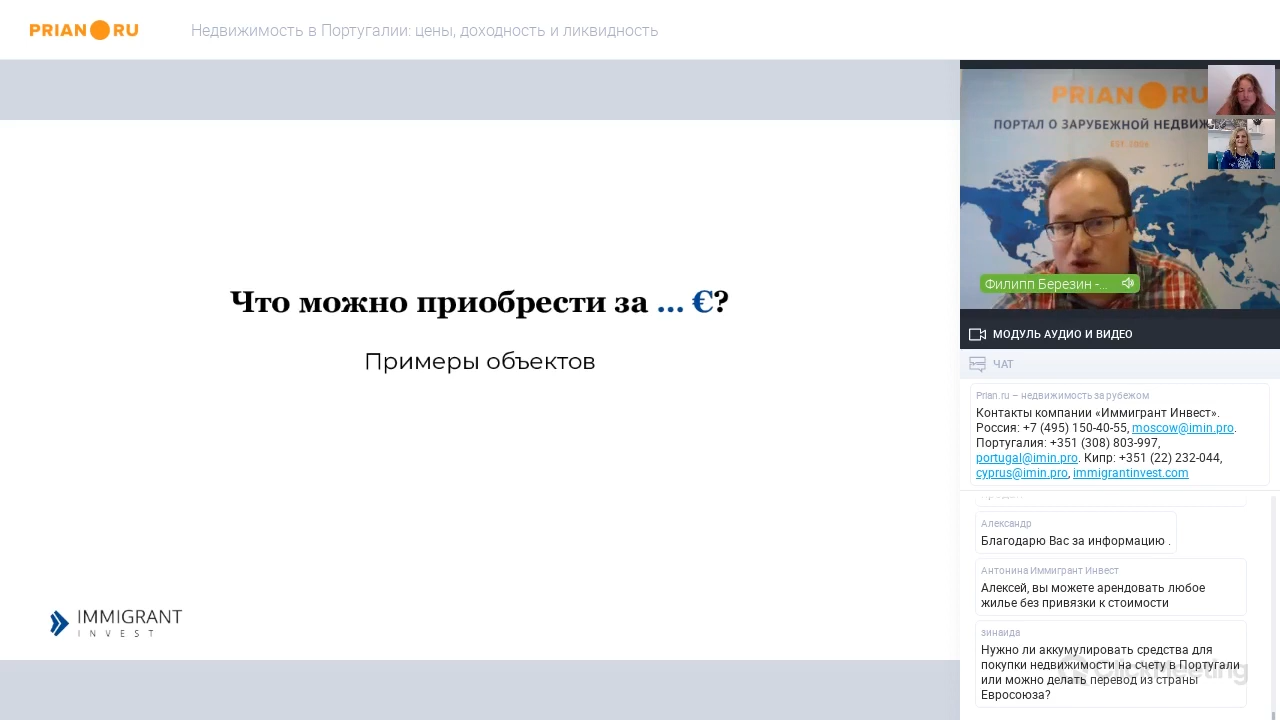 PRIAN RU
Недвижимость в Португалии: цены, доходность и ликвидность
Что можно приобрести за ... €?
Примеры объектов
IMMIGRANT
INVEST
PRIAN RU
ПОРТАЛ О ЗАРУБЕЖНОЙ
EST.
Филипп Березин -...
МОДУЛЬ АУДИО И ВИДЕО
ЧАТ
Prian.ru – недвижимость за рубежом
Контакты компании «Иммигрант Инвест».
Россия: +7 (495) 150-40-55, moscow@imin.pro.
Португалия: +351 (308) 803-997,
portugal@imin.pro. Кипр: +351 (22) 232-044,
cyprus@imin.pro, immigrantinvest.com
Александр
Благодарю Вас за информацию .
Антонина Иммигрант Инвест
Алексей, вы можете арендовать любое
жилье без привязки к стоимости
зинаида
Нужно ли аккумулировать средства для
покупки недвижимости на счету в Португали
или можно делать перевод из страны
Евросоюза?
ClickMeeting